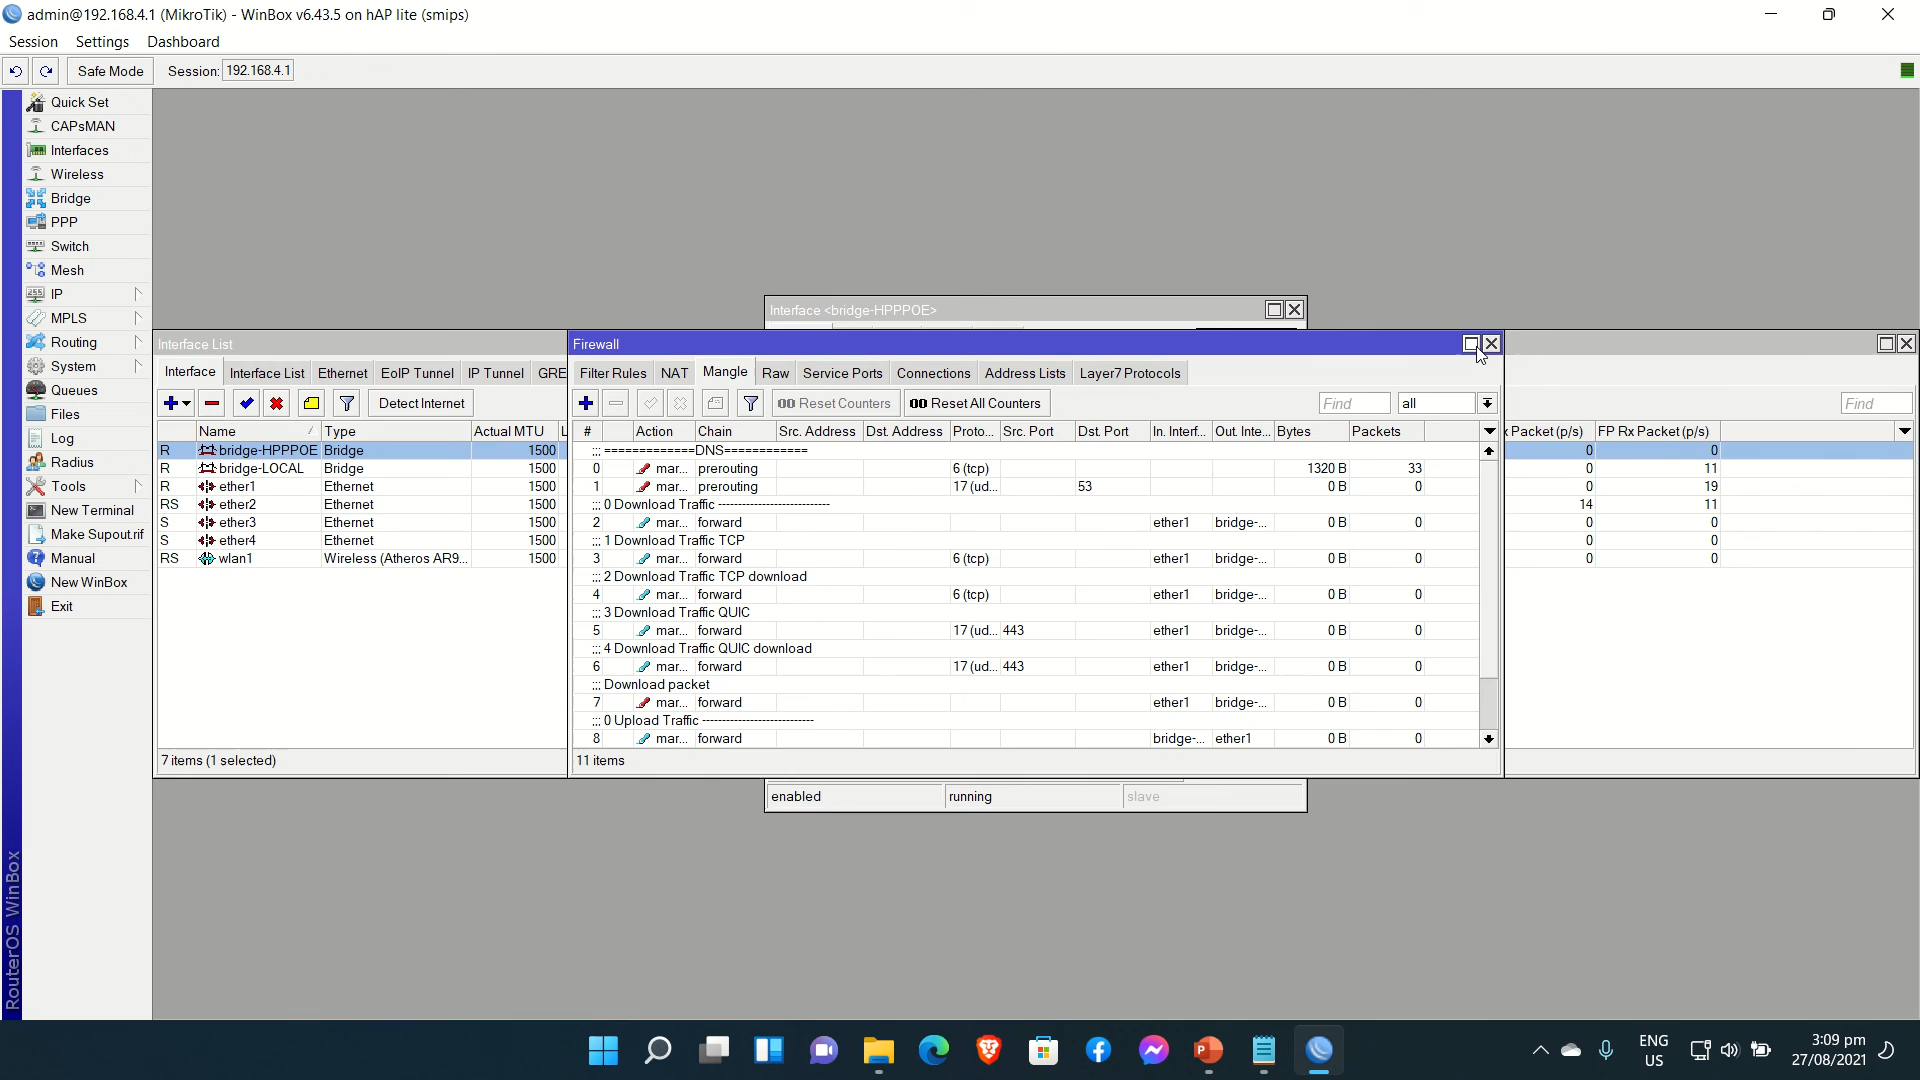 admin@192.168.4.1 (MikroTik) - WinBox v6.43.5 on hAP lite (smips)
Session Settings Dashboard
Safe Mode Session: 192.168.4.1
Quick Set
CAPsMAN
Interfaces
Wireless
Bridge
PPP
Switch
Mesh
IP
MPLS
Routing
System
Queues
Files
Log
Radius
Tools
New Terminal
Make Supout.rif
Manual
New WinBox
Exit
RouterOS WinBox
Interface <bridge-HPPPOE>
Interface List
Interface Interface List Ethernet EoIP Tunnel IP Tunnel GRE
Detect Internet
Name Type Actual MTU L
R bridge-HPPPOE Bridge 1500
R bridge-LOCAL Bridge 1500
R ether1 Ethernet 1500
RS ether2 Ethernet 1500
S ether3 Ethernet 1500
S ether4 Ethernet 1500
RS wlan1 Wireless (Atheros AR9... 1500
7 items (1 selected)
Firewall
Filter Rules NAT Mangle Raw Service Ports Connections Address Lists Layer7 Protocols
00 Reset Counters 00 Reset All Counters Find all
# Action Chain Src. Address Dst. Address Proto... Src. Port Dst. Port In. Interf... Out. Inte... Bytes Packets
::: =============DNS============
0 mar... prerouting 6 (tcp) 1320 B 33
1 mar... prerouting 17 (ud... 53 0 B 0
::: 0 Download Traffic ----------------------------
2 mar... forward ether1 bridge-... 0 B 0
::: 1 Download Traffic TCP
3 mar... forward 6 (tcp) ether1 bridge-... 0 B 0
::: 2 Download Traffic TCP download
4 mar... forward 6 (tcp) ether1 bridge-... 0 B 0
::: 3 Download Traffic QUIC
5 mar... forward 17 (ud... 443 ether1 bridge-... 0 B 0
::: 4 Download Traffic QUIC download
6 mar... forward 17 (ud... 443 ether1 bridge-... 0 B 0
::: Download packet
7 mar... forward ether1 bridge-... 0 B 0
::: 0 Upload Traffic ----------------------------
8 mar... forward bridge-... ether1 0 B 0
11 items
Find
Packet (p/s) FP Rx Packet (p/s)
0 0
0 11
0 19
14 11
0 0
0 0
0 0
enabled running slave
ENG
US
3:09 pm
27/08/2021